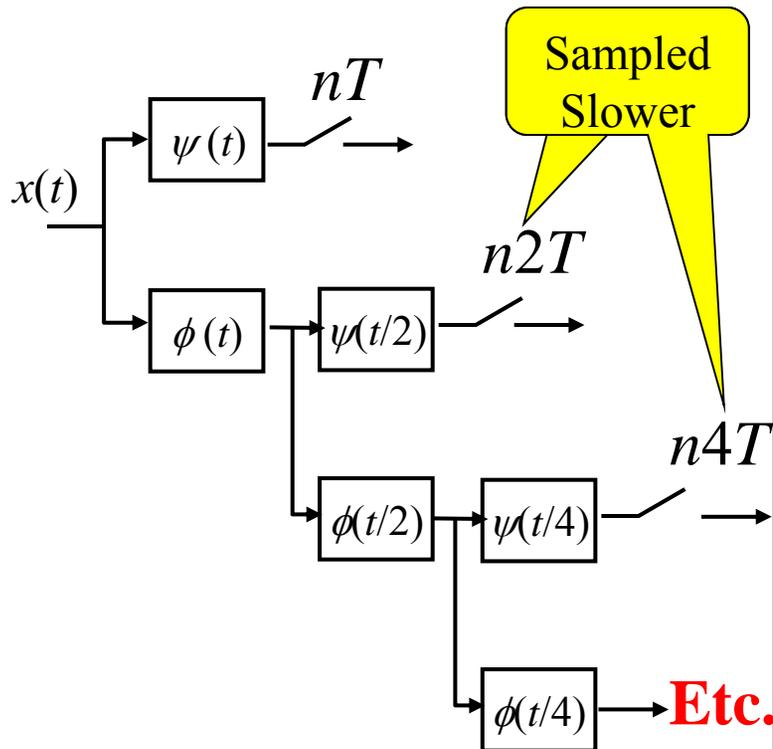 Sampled
Slower
nT
ψ(t)
x(t)
n2T
ϕ(t)
ψ(t/2)
n4T
ϕ(t/2)
ψ(t/4)
ϕ(t/4)
Etc.